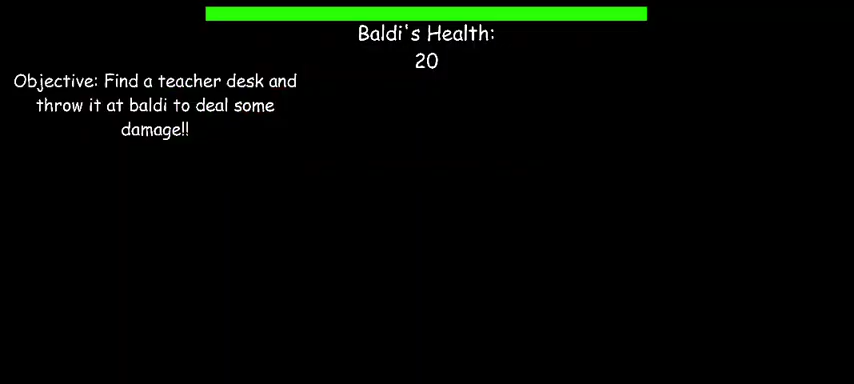 Baldi's Health:
20
Objective: Find a teacher desk and
throw it at baldi to deal some
damage!!